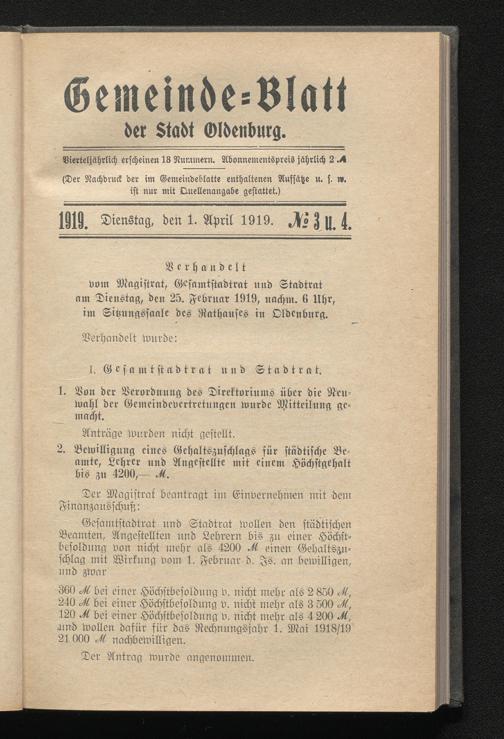 Gemeinde=Blatt
der Stadt Oldenburg.
Vierteljährlich erscheinen 13 Nummern. Abonnementspreis jährlich 2 ℳ
(Der Nachdruck der im Gemeindeblatte enthaltenen Aufsätze u. s. w.
ist nur mit Quellenangabe gestattet.)
1919. Dienstag, den 1. April 1919. № 3 u. 4.
Verhandelt
vom Magistrat, Gesamtstadtrat und Stadtrat
am Dienstag, den 25. Februar 1919, nachm. 6 Uhr,
im Sitzungssaale des Rathauses in Oldenburg.
Verhandelt wurde:
I. Gesamtstadtrat und Stadtrat.
1. Von der Verordnung des Direktoriums über die Neu-
wahl der Gemeindevertretungen wurde Mitteilung ge-
macht.
Anträge wurden nicht gestellt.
2. Bewilligung eines Gehaltszuschlags für städtische Be-
amte, Lehrer und Angestellte mit einem Höchstgehalt
bis zu 4200,— ℳ.
Der Magistrat beantragt im Einvernehmen mit dem
Finanzausschuß:
Gesamtstadtrat und Stadtrat wollen den städtischen
Beamten, Angestellten und Lehrern bis zu einer Höchst-
besoldung von nicht mehr als 4200 ℳ einen Gehaltszu-
schlag mit Wirkung vom 1. Februar d. Js. an bewilligen,
und zwar
360 ℳ bei einer Höchstbesoldung v. nicht mehr als 2 850 ℳ,
240 ℳ bei einer Höchstbesoldung v. nicht mehr als 3 500 ℳ,
120 ℳ bei einer Höchstbesoldung v. nicht mehr als 4 200 ℳ,
und wollen dafür für das Rechnungsjahr 1. Mai 1918/19
21 000 ℳ nachbewilligen.
Der Antrag wurde angenommen.